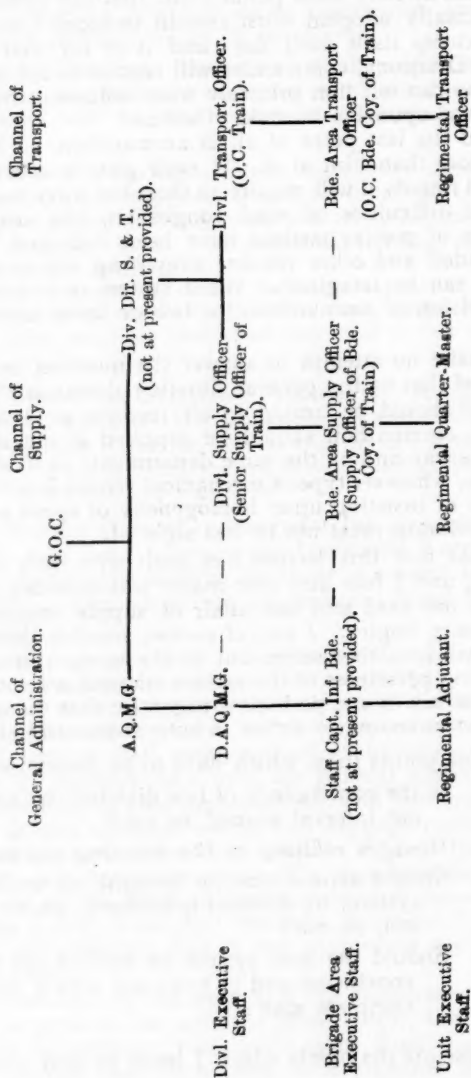 Channel of Channel of Channel of
General Administration. Supply. Transport.
G.O.C.
A.Q.M.G Div. Dir. T. & U.
(not at present provided).
Divl. Executive D.A.Q.M.G. Divl. Supply Officer Divl. Transport Officer.
Staff. (Senior Supply Officer of (O.C. Train).
Train).
Brigade Area Staff Capt. Inf. Bde. Bde. Area Supply Officer Bde. Area Transport
Executive Staff. (not at present provided). (Supply Officer of Bde. Officer.
Coy. of Train) (O.C. Bde. Coy. of Train).
Unit Executive Regimental Adjutant. Regimental Quarter-Master. Regimental Transport
Staff. Officer